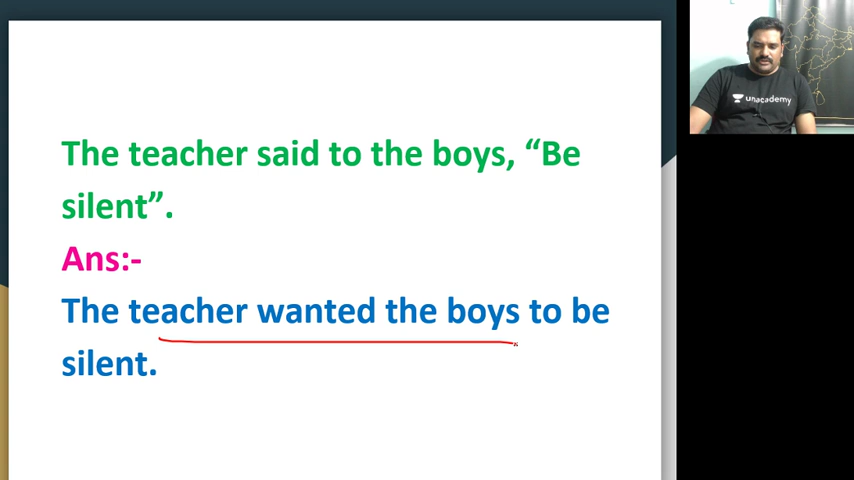 The teacher said to the boys, “Be
silent”.
Ans:-
The teacher wanted the boys to be
silent.
unacademy